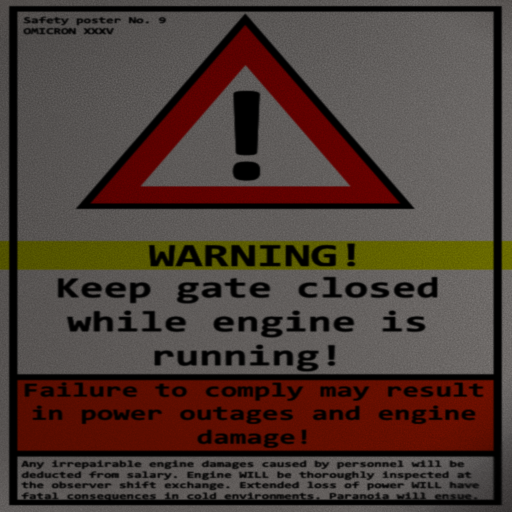 Safety poster No. 9
OMICRON XXXV
!
WARNING!
Keep gate closed
while engine is
running!
Failure to comply may result
in power outages and engine
damage!
Any irrepairable engine damages caused by personnel will be
deducted from salary. Engine WILL be thoroughly inspected at
the observer shift exchange. Extended loss of power WILL have
fatal consequences in cold environments. Paranoia will ensue.